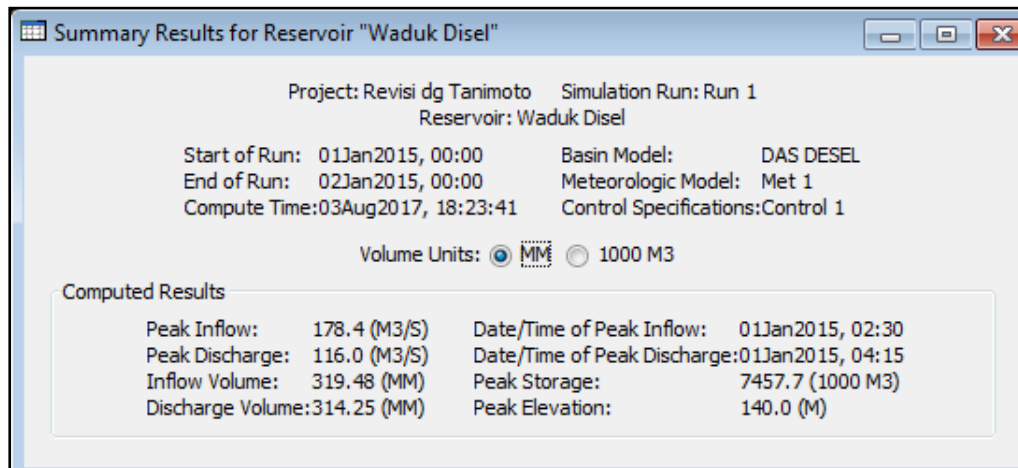 Summary Results for Reservoir "Waduk Disel"
Project: Revisi dg Tanimoto Simulation Run: Run 1
Reservoir: Waduk Disel
Start of Run: 01Jan2015, 00:00 Basin Model: DAS DESEL
End of Run: 02Jan2015, 00:00 Meteorologic Model: Met 1
Compute Time:03Aug2017, 18:23:41 Control Specifications:Control 1
Volume Units: MM 1000 M3
Computed Results
Peak Inflow: 178.4 (M3/S) Date/Time of Peak Inflow: 01Jan2015, 02:30
Peak Discharge: 116.0 (M3/S) Date/Time of Peak Discharge:01Jan2015, 04:15
Inflow Volume: 319.48 (MM) Peak Storage: 7457.7 (1000 M3)
Discharge Volume:314.25 (MM) Peak Elevation: 140.0 (M)